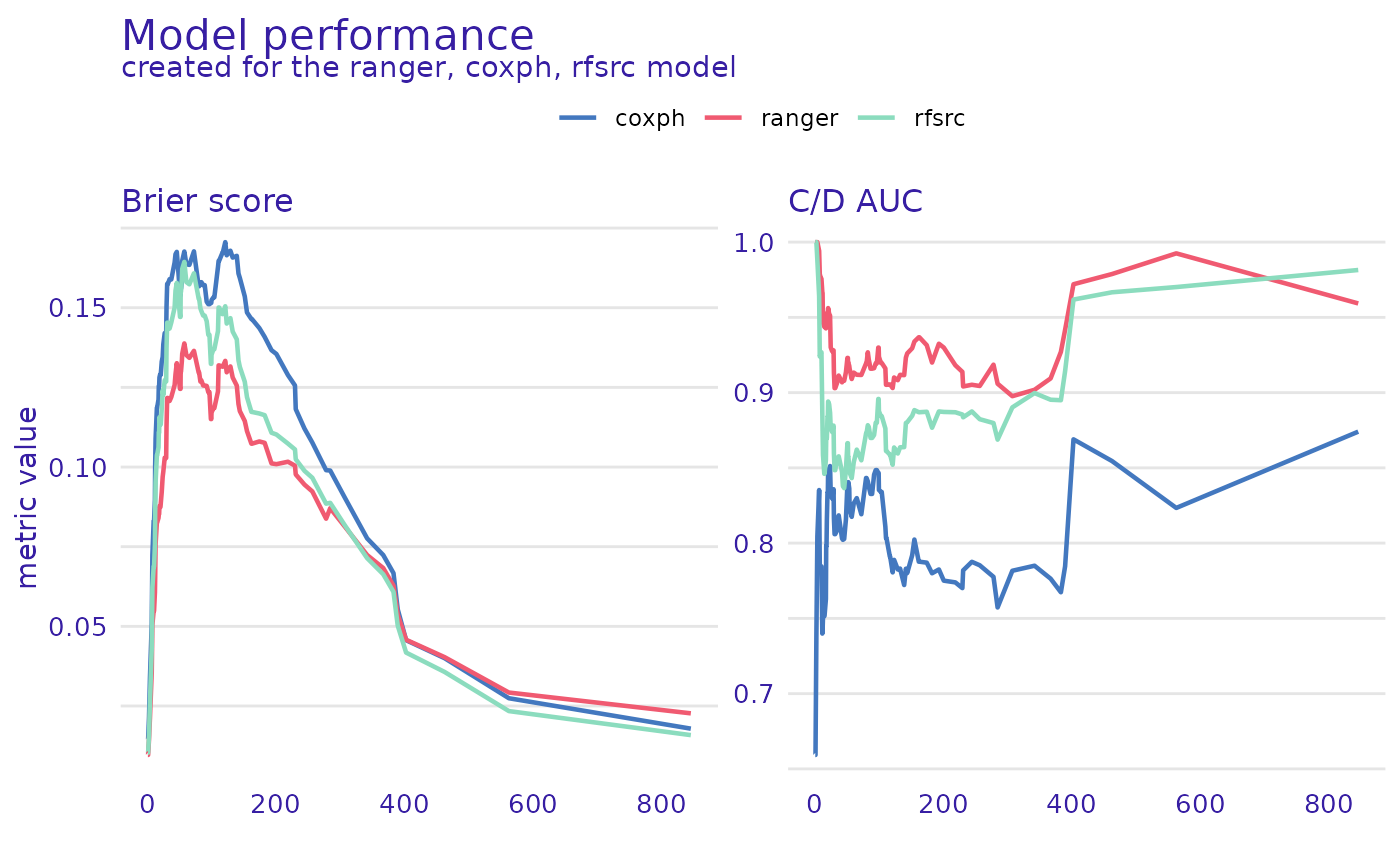 Model performance
created for the ranger, coxph, rfsrc model
coxph ranger rfsrc
Brier score
C/D AUC
metric value
0.15
0.10
0.05
0 200 400 600 800
1.0
0.9
0.8
0.7
0 200 400 600 800